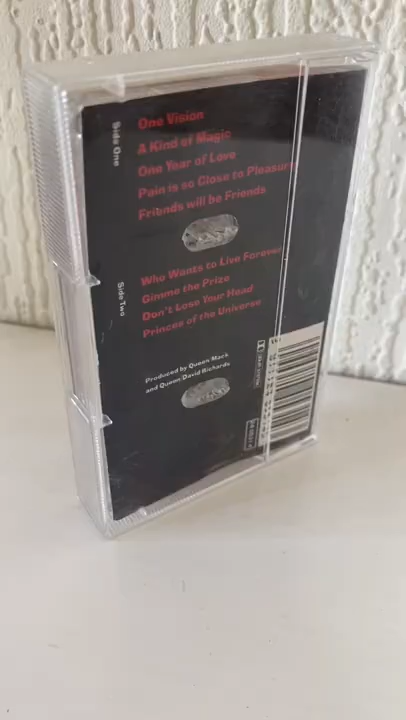 Side One
One Vision
A Kind of Magic
One Year of Love
Pain is so Close to Pleasure
Friends will be Friends
Side Two
Who Wants to Live Forever
Gimme the Prize
Don't Lose Your Head
Princes of the Universe
Produced by Queen/Mack
and Queen/David Richards